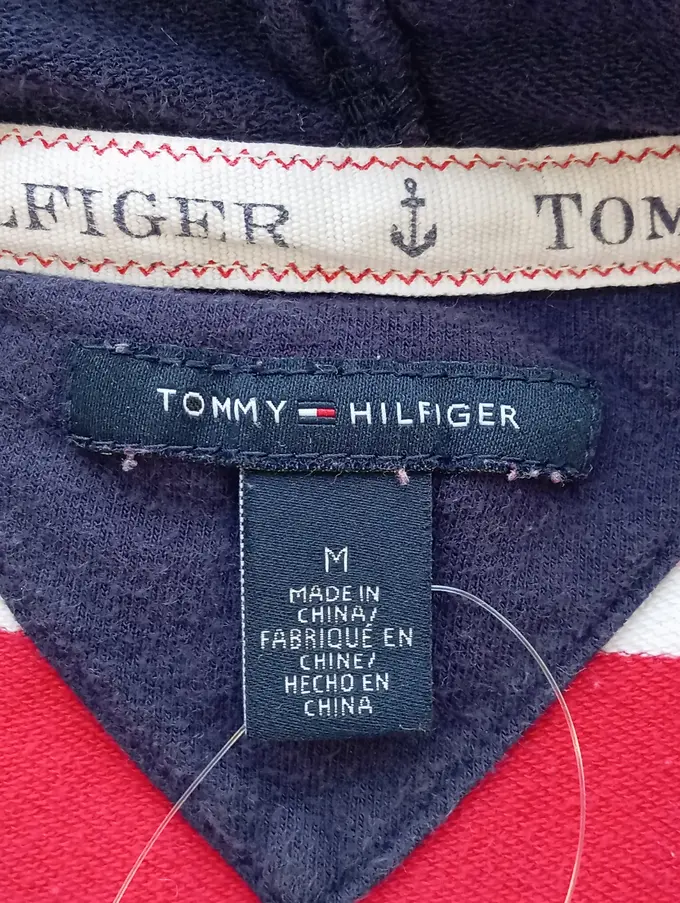 LFIGER TOM
TOMMY HILFIGER
M
MADE IN
CHINA/
FABRIQUÉ EN
CHINE/
HECHO EN
CHINA